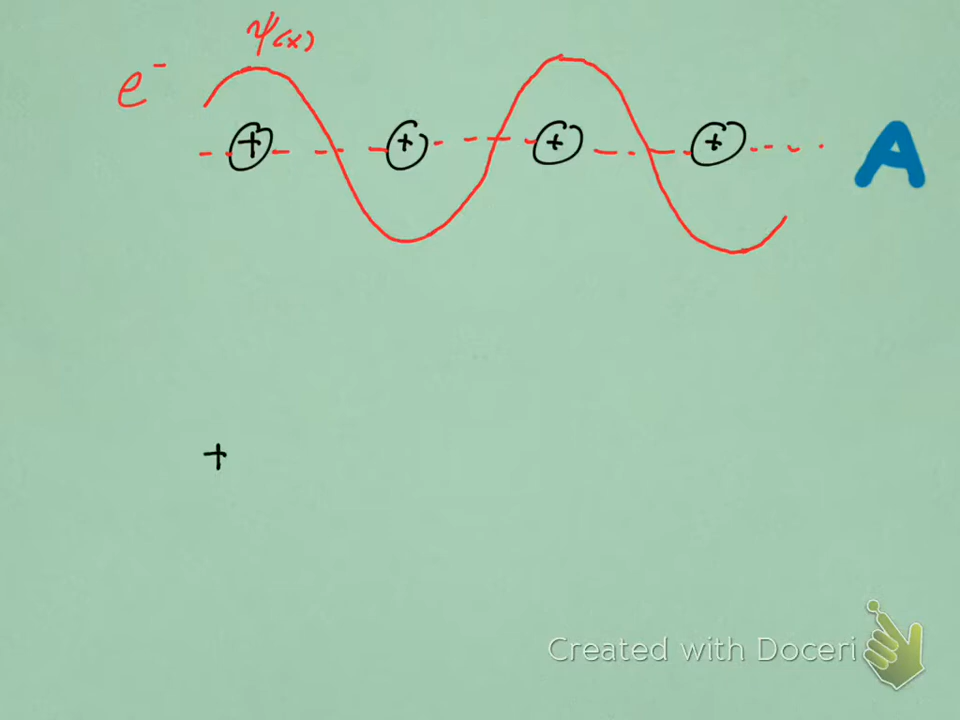 ψ(x)
e⁻
+ + + +
A
+
Created with Doceri